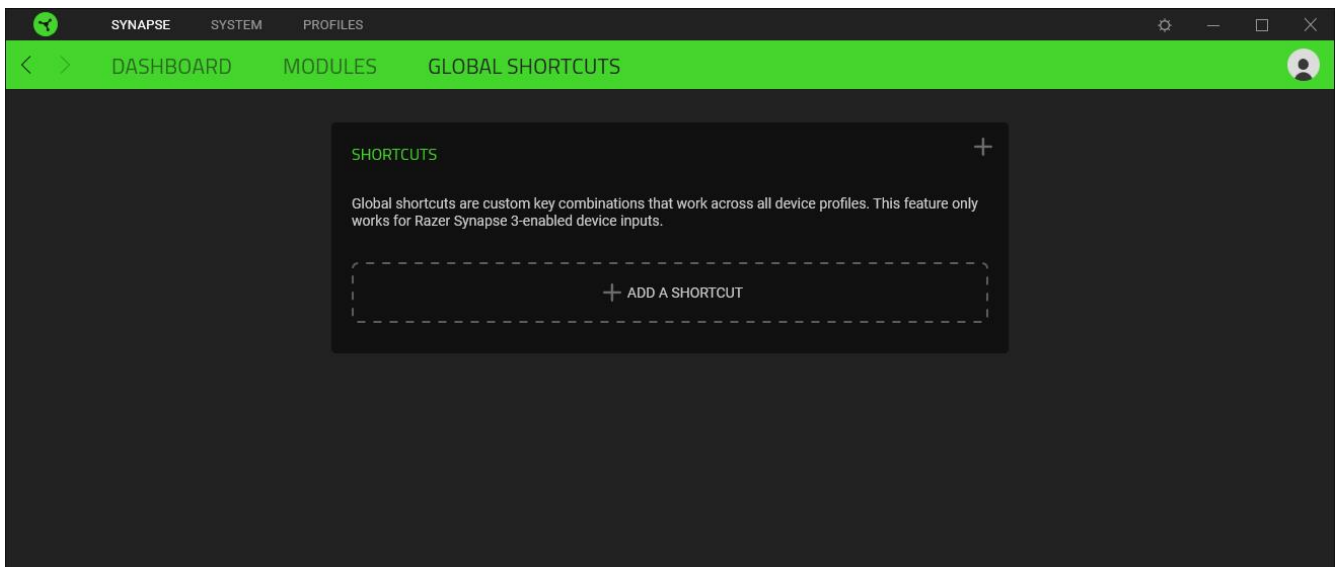 SYNAPSE SYSTEM PROFILES
DASHBOARD MODULES GLOBAL SHORTCUTS
SHORTCUTS
Global shortcuts are custom key combinations that work across all device profiles. This feature only
works for Razer Synapse 3-enabled device inputs.
ADD A SHORTCUT